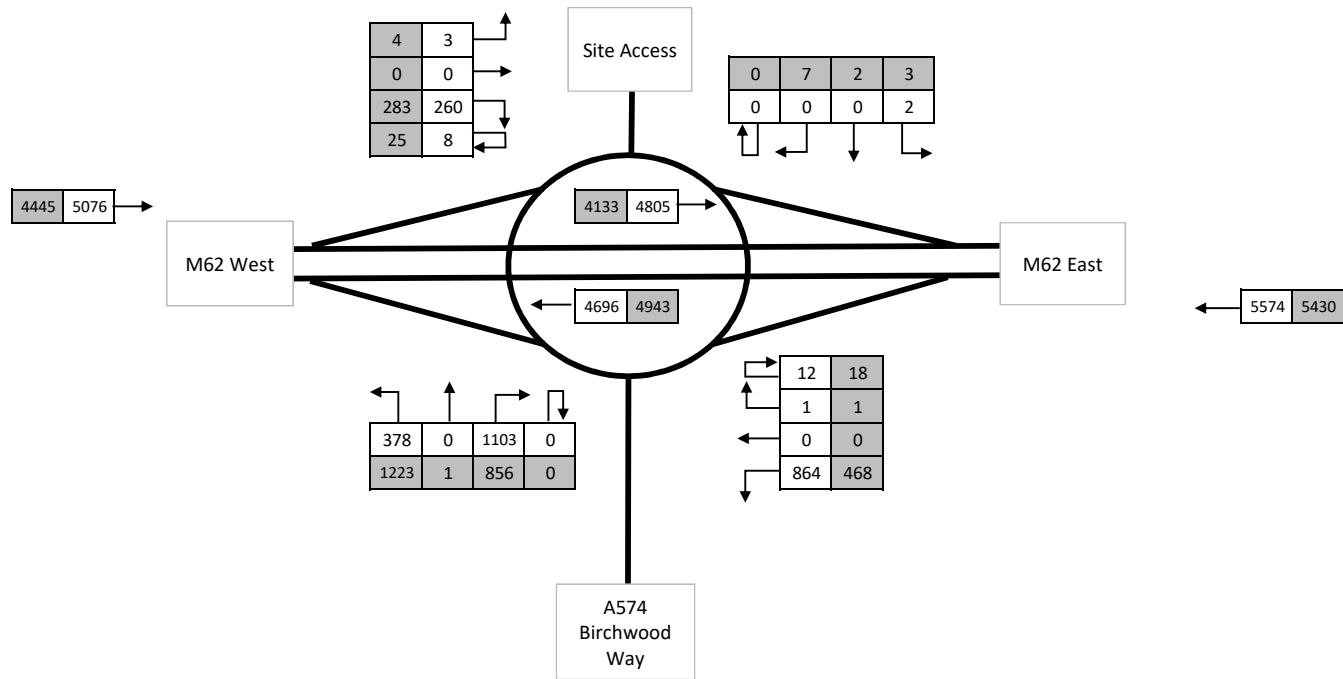 4 3
0 0
283 260
25 8
Site Access
0 7 2 3
0 0 0 2
4445 5076
4133 4805
M62 West
M62 East
4696 4943
5574 5430
12 18
1 1
0 0
864 468
378 0 1103 0
1223 1 856 0
A574
Birchwood
Way